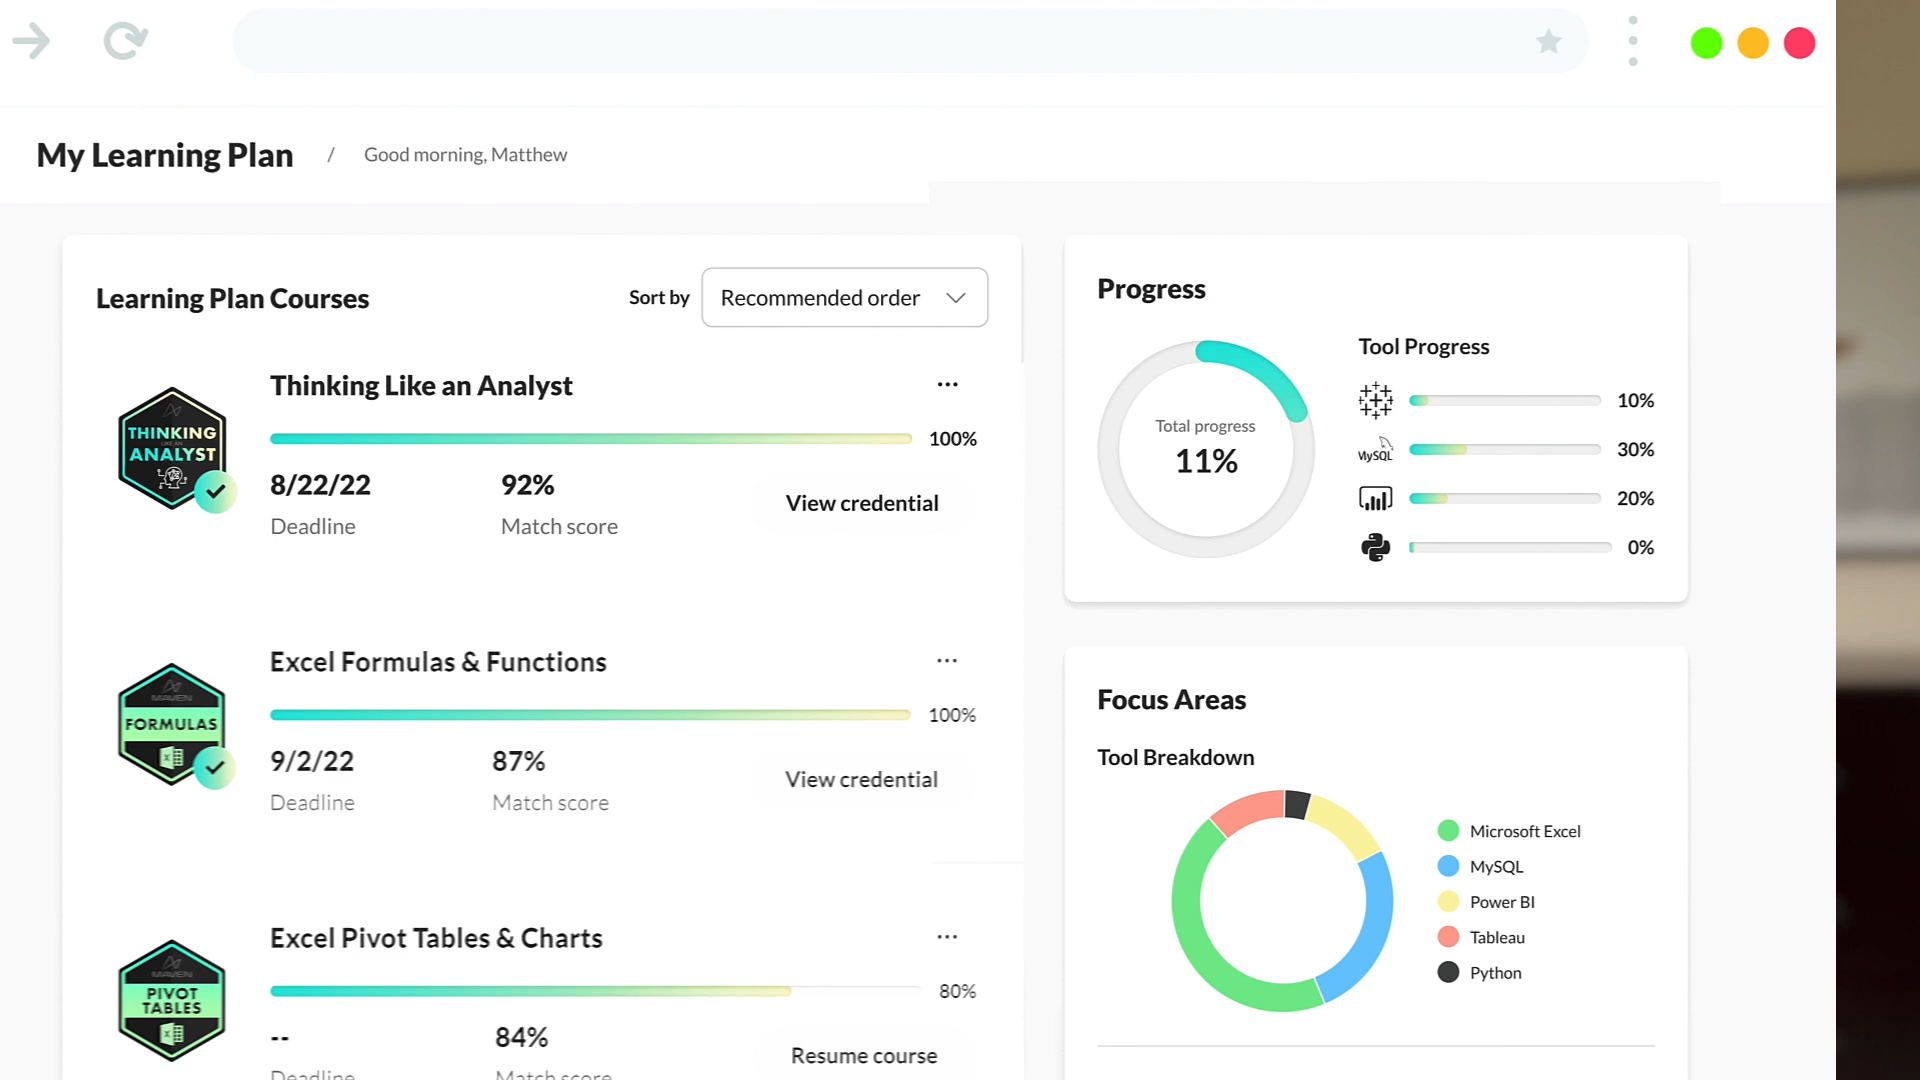 My Learning Plan / Good morning, Matthew
Learning Plan Courses
Sort by Recommended order
THINKING
LIKE AN
ANALYST
Thinking Like an Analyst
100%
8/22/22
Deadline
92%
Match score
View credential
MAVEN
FORMULAS
Excel Formulas & Functions
100%
9/2/22
Deadline
87%
Match score
View credential
MAVEN
PIVOT
TABLES
Excel Pivot Tables & Charts
80%
--
Deadline
84%
Match score
Resume course
Progress
Total progress
11%
Tool Progress
10%
MySQL 30%
20%
0%
Focus Areas
Tool Breakdown
Microsoft Excel
MySQL
Power BI
Tableau
Python